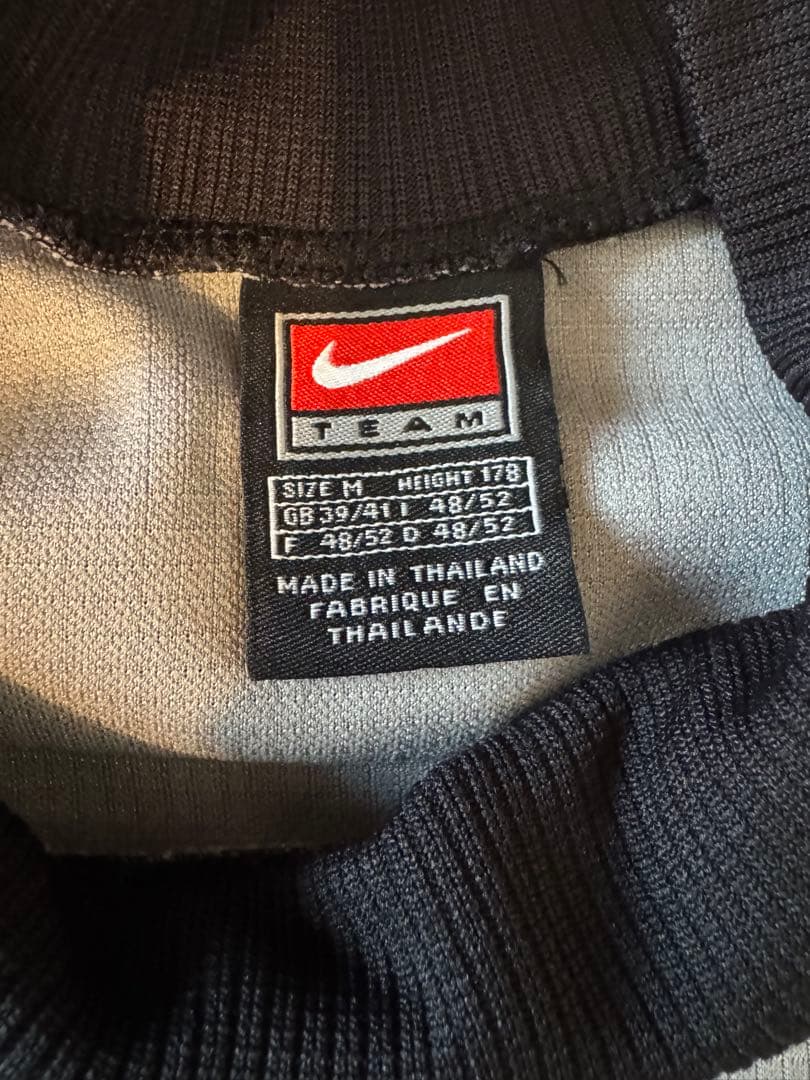 TEAM
SIZE M HEIGHT 178
GB 39/41 I 48/52
F 48/52 D 48/52
MADE IN THAILAND
FABRIQUE EN
THAILANDE